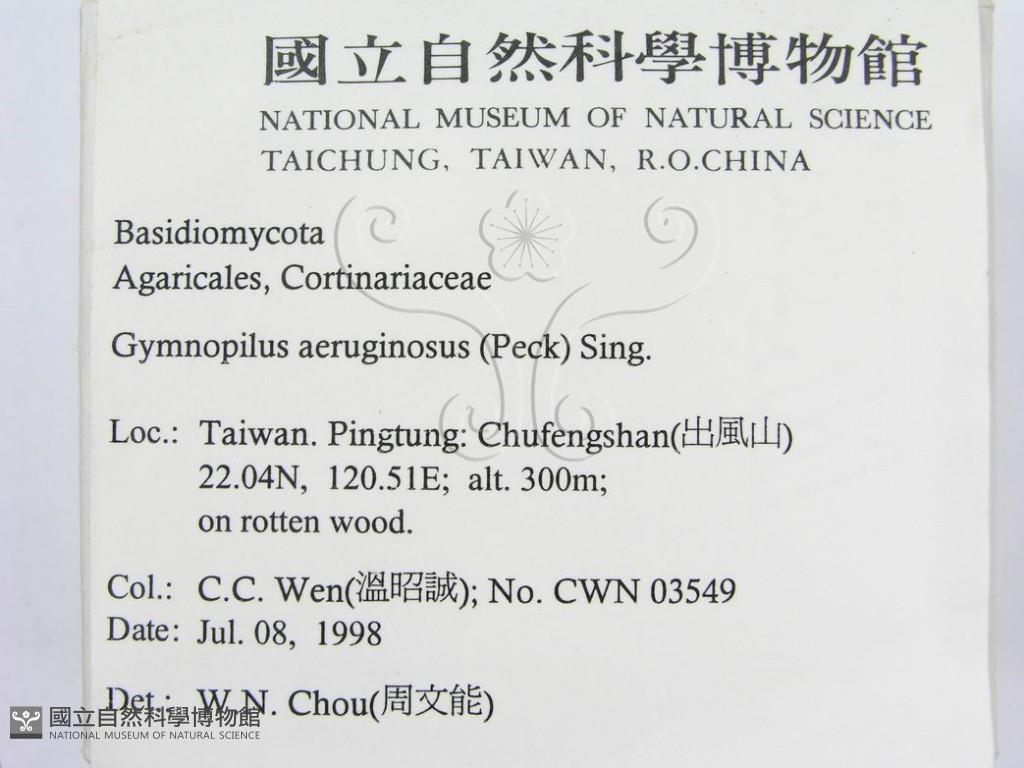 國立自然科學博物館
NATIONAL MUSEUM OF NATURAL SCIENCE
TAICHUNG, TAIWAN, R.O.CHINA
Basidiomycota
Agaricales, Cortinariaceae
Gymnopilus aeruginosus (Peck) Sing.
Loc.: Taiwan. Pingtung: Chufengshan(出風山)
22.04N, 120.51E; alt. 300m;
on rotten wood.
Col.: C.C. Wen(溫昭誠); No. CWN 03549
Date: Jul. 08, 1998
Det.: W.N. Chou(周文能)
國立自然科學博物館
NATIONAL MUSEUM OF NATURAL SCIENCE